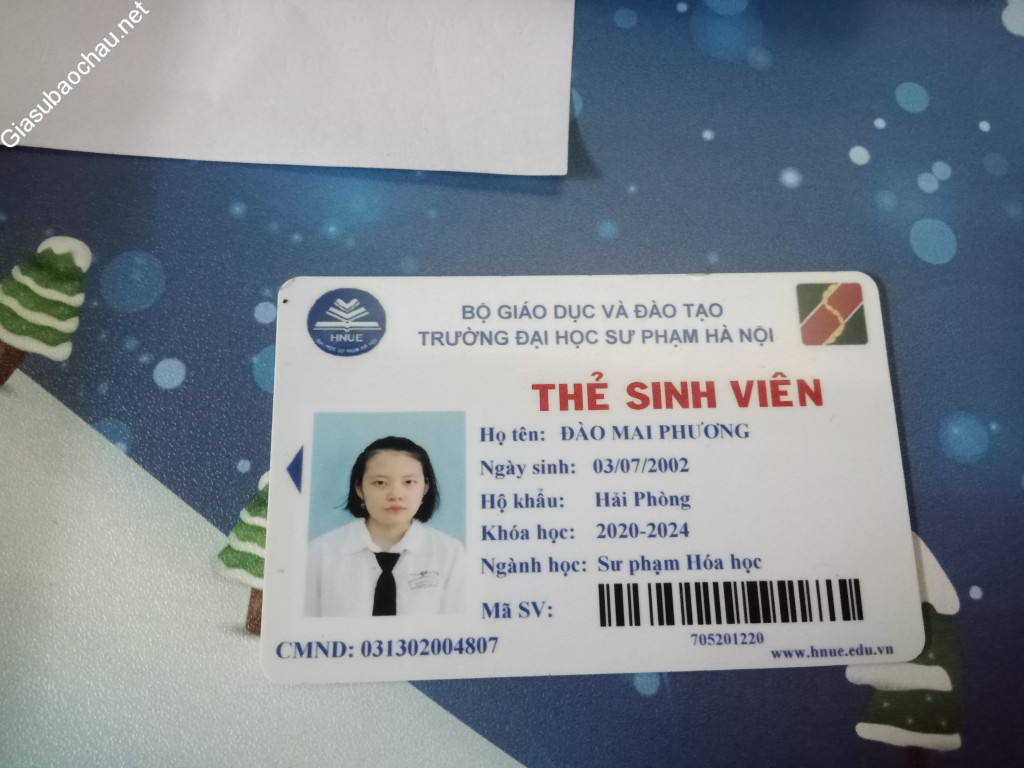 Giasubaochau.net
BỘ GIÁO DỤC VÀ ĐÀO TẠO
TRƯỜNG ĐẠI HỌC SƯ PHẠM HÀ NỘI
HNUE
THẺ SINH VIÊN
Họ tên: ĐÀO MAI PHƯƠNG
Ngày sinh: 03/07/2002
Hộ khẩu: Hải Phòng
Khóa học: 2020-2024
Ngành học: Sư phạm Hóa học
Mã SV:
705201220
CMND: 031302004807
www.hnue.edu.vn